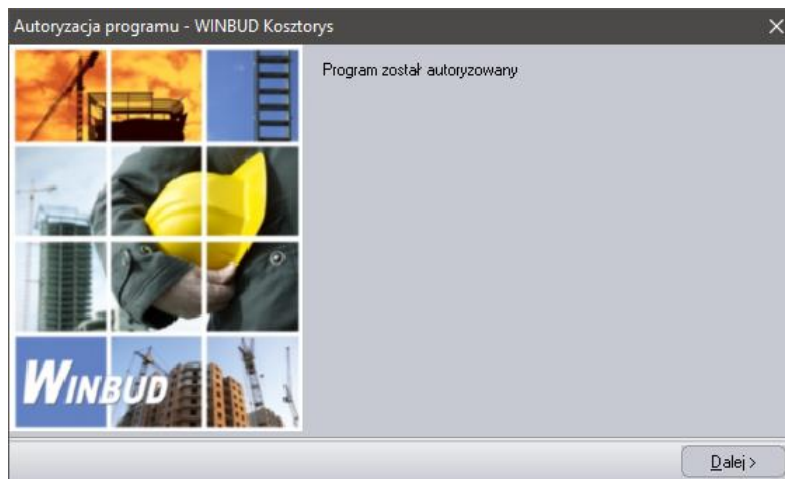 Autoryzacja programu - WINBUD Kosztorys
Program został autoryzowany
WINBUD
Dalej >